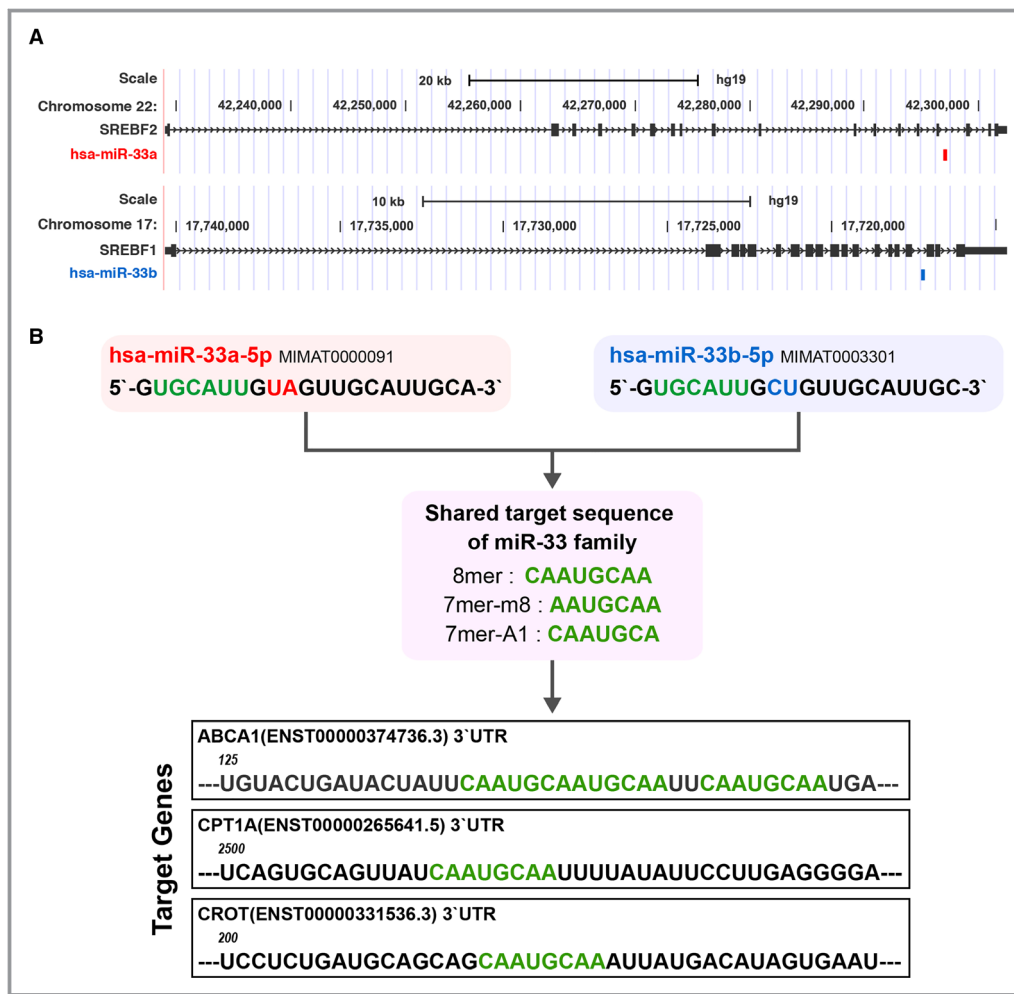 A
Scale 20 kb hg19
Chromosome 22: 42,240,000 42,250,000 42,260,000 42,270,000 42,280,000 42,290,000 42,300,000
SREBF2
hsa-miR-33a
Scale 10 kb hg19
Chromosome 17: 17,740,000 17,735,000 17,730,000 17,725,000 17,720,000
SREBF1
hsa-miR-33b
B
hsa-miR-33a-5p MIMAT0000091
5`-GUGCAUUGUAGUUGCAUUGCA-3`
hsa-miR-33b-5p MIMAT0003301
5`-GUGCAUUGCUGUUGCAUUGC-3`
Shared target sequence
of miR-33 family
8mer : CAAUGCAA
7mer-m8 : AAUGCAA
7mer-A1 : CAAUGCA
Target Genes
ABCA1(ENST00000374736.3) 3`UTR
125
---UGUACUGAUACUAUUCAAUGCAAUGCAAUUCAAUGCAAUGA---
CPT1A(ENST00000265641.5) 3`UTR
2500
---UCAGUGCAGUUAUCAAUGCAAUUUUAUAUUCCUUGAGGGGA---
CROT(ENST00000331536.3) 3`UTR
200
---UCCUCUGAUGCAGCAGCAAUGCAAAUUAUGACAUAGUGAAU---